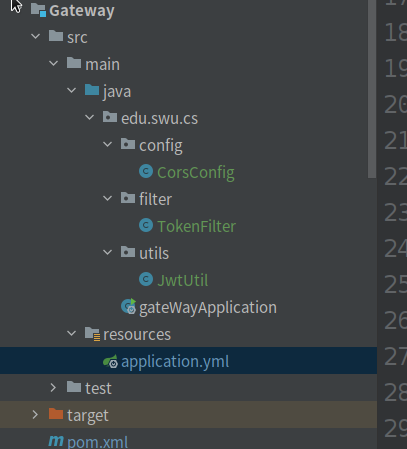 Gateway
src
18
main
19
java
20
edu.swu.cs
21
config
22
CorsConfig
23
filter
TokenFilter
24
utils
25
JwtUtil
gateWayApplication
26
resources
27
application.yml
28
test
target
29
pom.xml